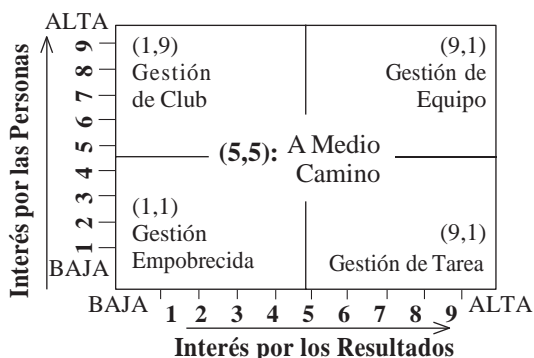 ALTA
Interés por las Personas
9
8
7
6
5
4
3
2
1
BAJA
(1,9)
Gestión
de Club
(9,1)
Gestión de
Equipo
(5,5): A Medio
Camino
(1,1)
Gestión
Empobrecida
(9,1)
Gestión de Tarea
BAJA 1 2 3 4 5 6 7 8 9 ALTA
Interés por los Resultados